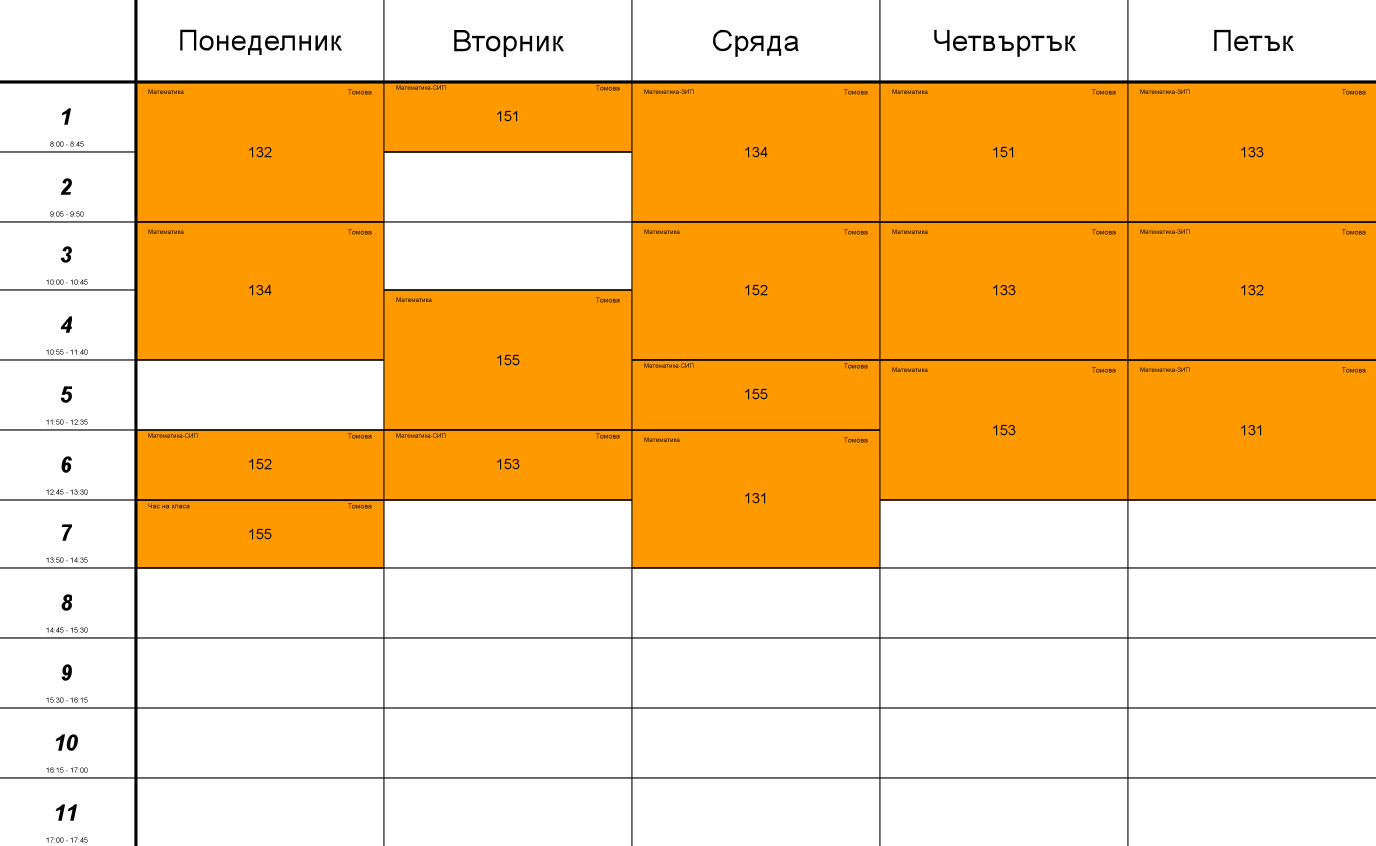 Понеделник Вторник Сряда Четвъртък Петък
1 8:00 - 8:45
Математика Томова 132
Математика-СИП Томова 151
Математика-ЗИП Томова 134
Математика Томова 151
Математика-ЗИП Томова 133
2 9:05 - 9:50
3 10:00 - 10:45
Математика Томова 134
Математика Томова 152
Математика Томова 133
Математика-ЗИП Томова 132
4 10:55 - 11:40
Математика Томова 155
5 11:50 - 12:35
Математика-СИП Томова 155
Математика Томова 153
Математика-ЗИП Томова 131
6 12:45 - 13:30
Математика-СИП Томова 152
Математика-СИП Томова 153
Математика Томова 131
7 13:50 - 14:35
Час на класа Томова 155
8 14:45 - 15:30
9 15:30 - 16:15
10 16:15 - 17:00
11 17:00 - 17:45